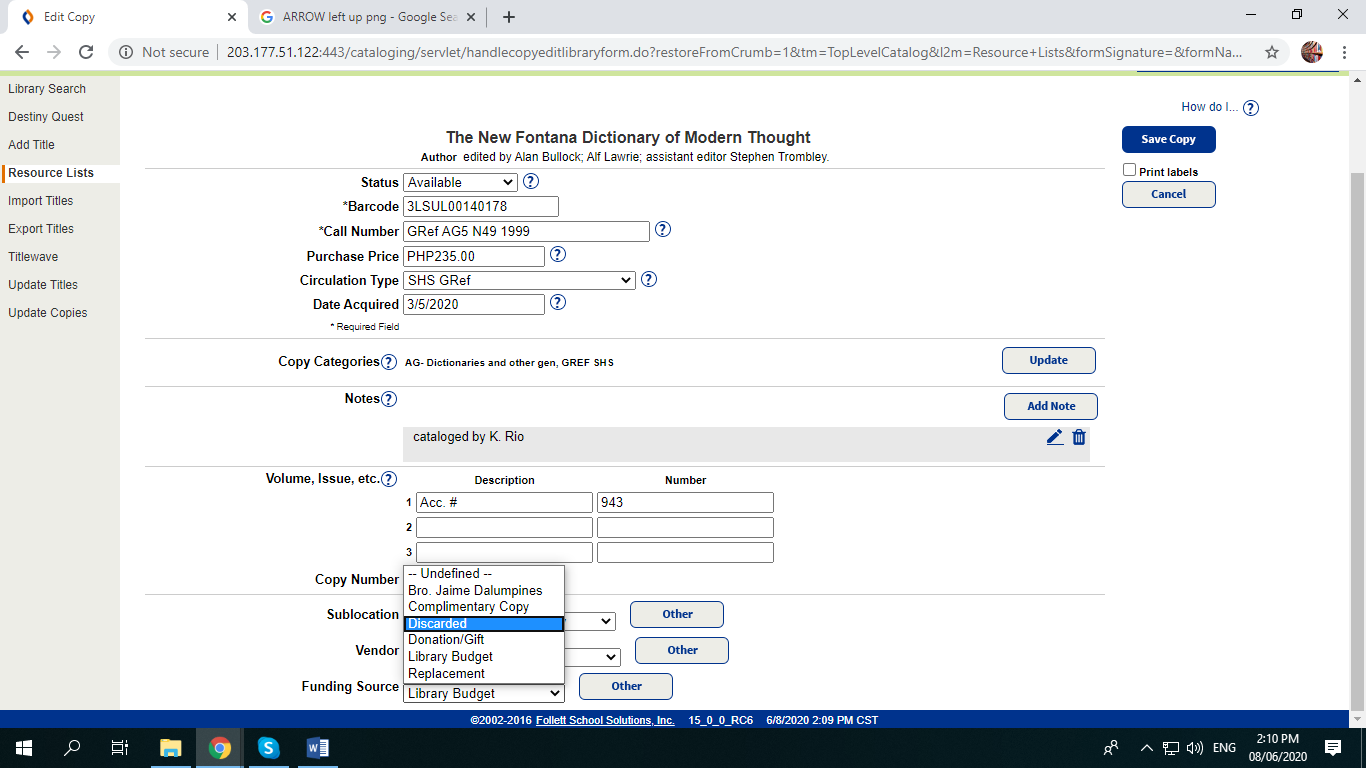 Edit Copy
ARROW left up png - Google Sea
Not secure | 203.177.51.122:443/cataloging/servlet/handlecopyeditlibraryform.do?restoreFromCrumb=1&tm=TopLevelCatalog&l2m=Resource+Lists&formSignature=&formNa...
Library Search
Destiny Quest
Add Title
Resource Lists
Import Titles
Export Titles
Titlewave
Update Titles
Update Copies
How do I... ?
The New Fontana Dictionary of Modern Thought
Author edited by Alan Bullock; Alf Lawrie; assistant editor Stephen Trombley.
Save Copy
Print labels
Cancel
Status Available ?
*Barcode 3LSUL00140178
*Call Number GRef AG5 N49 1999 ?
Purchase Price PHP235.00 ?
Circulation Type SHS GRef ?
Date Acquired 3/5/2020 ?
* Required Field
Copy Categories ? AG- Dictionaries and other gen, GREF SHS Update
Notes ? Add Note
cataloged by K. Rio
Volume, Issue, etc. ? Description Number
1 Acc. # 943
2
3
Copy Number
-- Undefined --
Bro. Jaime Dalumpines
Complimentary Copy
Discarded
Donation/Gift
Library Budget
Replacement
Sublocation Other
Vendor Other
Funding Source Library Budget Other
©2002-2016 Follett School Solutions, Inc. 15_0_0_RC6 6/8/2020 2:09 PM CST
ENG
2:10 PM
08/06/2020